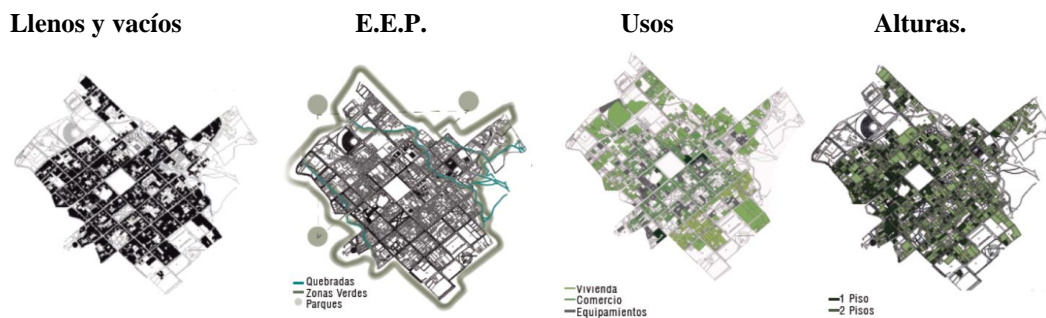 Llenos y vacíos
E.E.P.
Usos
Alturas.
Quebradas
Zonas Verdes
Parques
Vivienda
Comercio
Equipamientos
1 Piso
2 Pisos